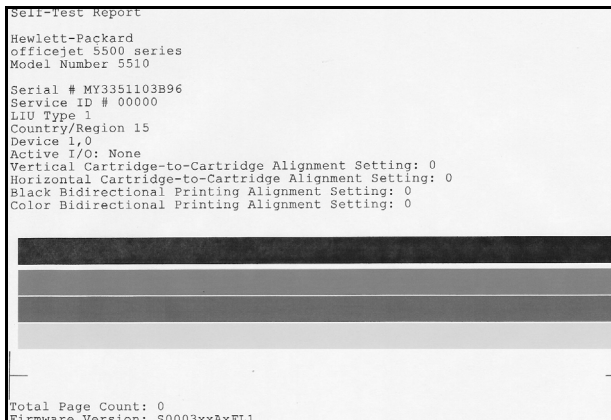 Self-Test Report
Hewlett-Packard
officejet 5500 series
Model Number 5510
Serial # MY3351103B96
Service ID # 00000
LIU Type 1
Country/Region 15
Device 1,0
Active I/O: None
Vertical Cartridge-to-Cartridge Alignment Setting: 0
Horizontal Cartridge-to-Cartridge Alignment Setting: 0
Black Bidirectional Printing Alignment Setting: 0
Color Bidirectional Printing Alignment Setting: 0
Total Page Count: 0
Firmware Version: S0003xxAxFL1